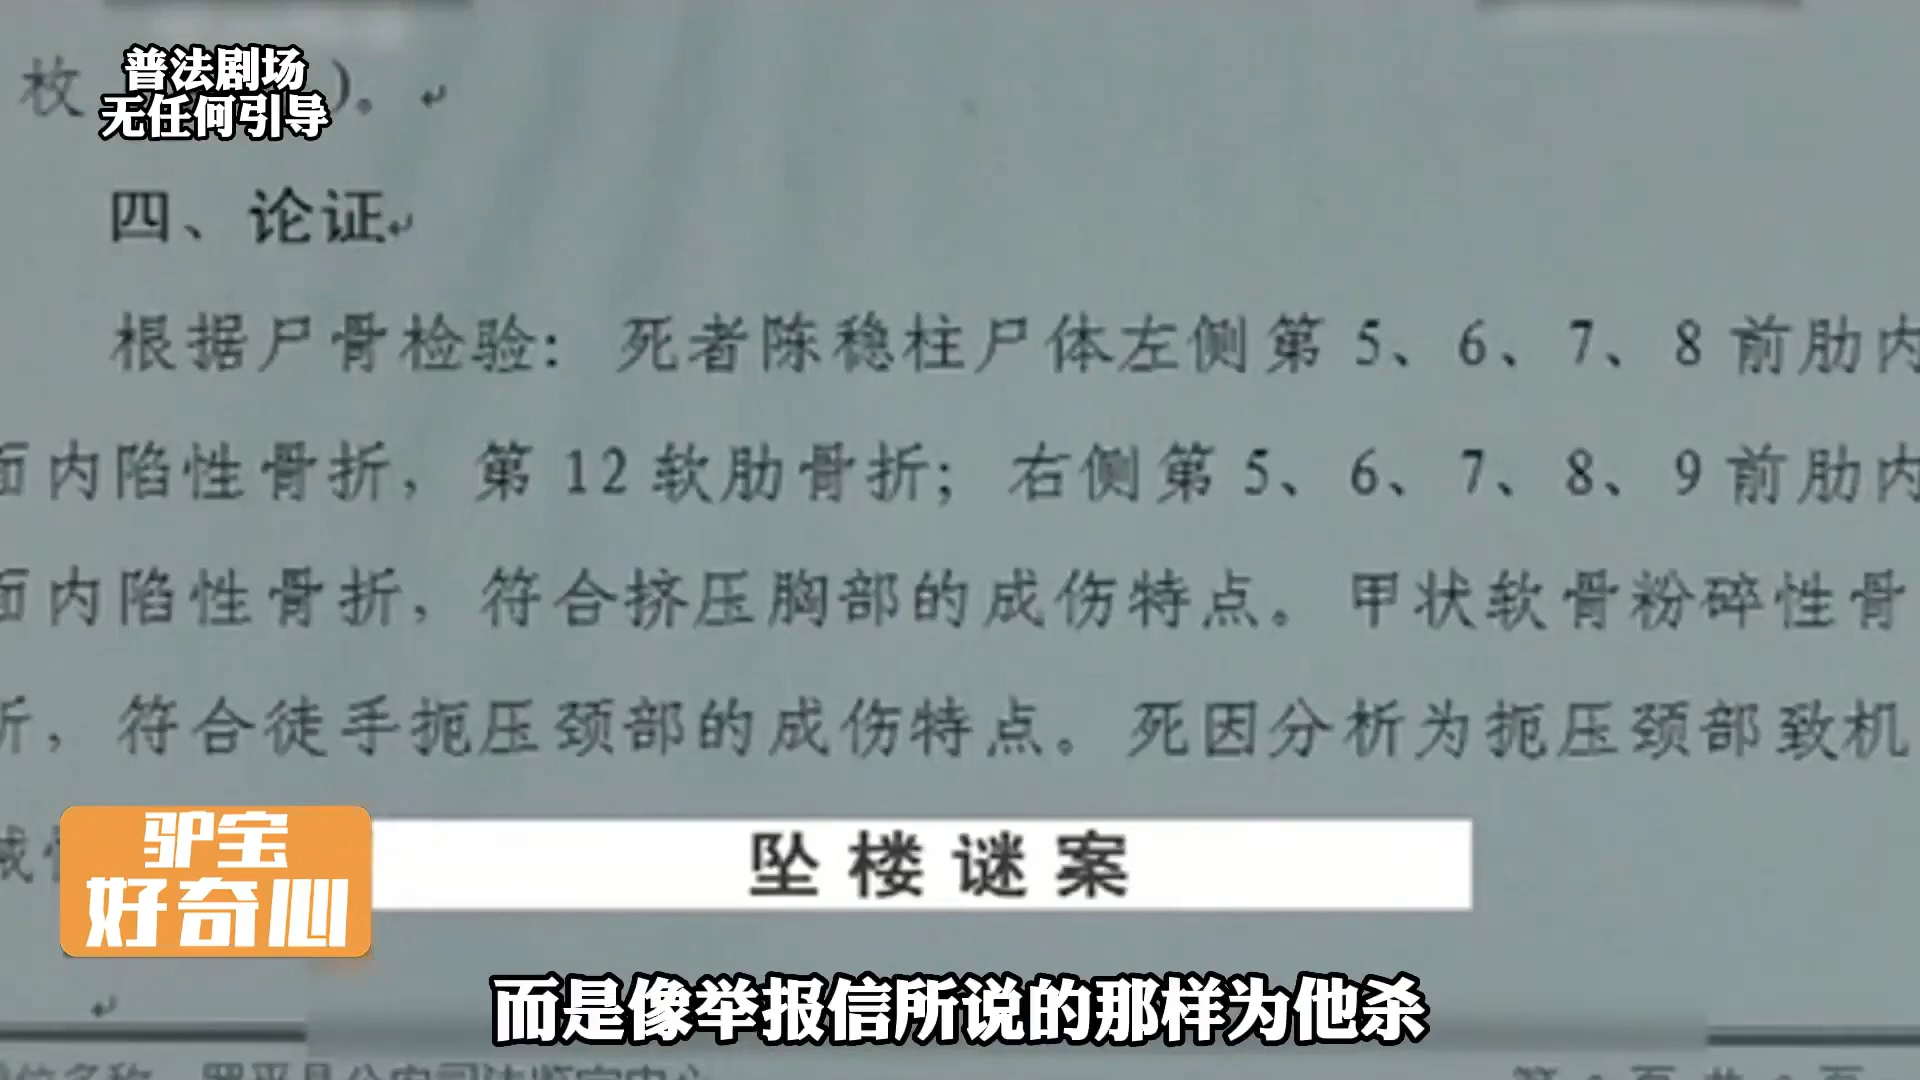 普法剧场
无任何引导
枚
)。
四、论证
根据尸骨检验：死者陈稳柱尸体左侧第 5、6、7、8 前肋内
面内陷性骨折，第 12 软肋骨折；右侧第 5、6、7、8、9 前肋内
面内陷性骨折，符合挤压胸部的成伤特点。甲状软骨粉碎性骨
折，符合徒手扼压颈部的成伤特点。死因分析为扼压颈部致机
驴宝
好奇心
坠楼谜案
而是像举报信所说的那样为他杀